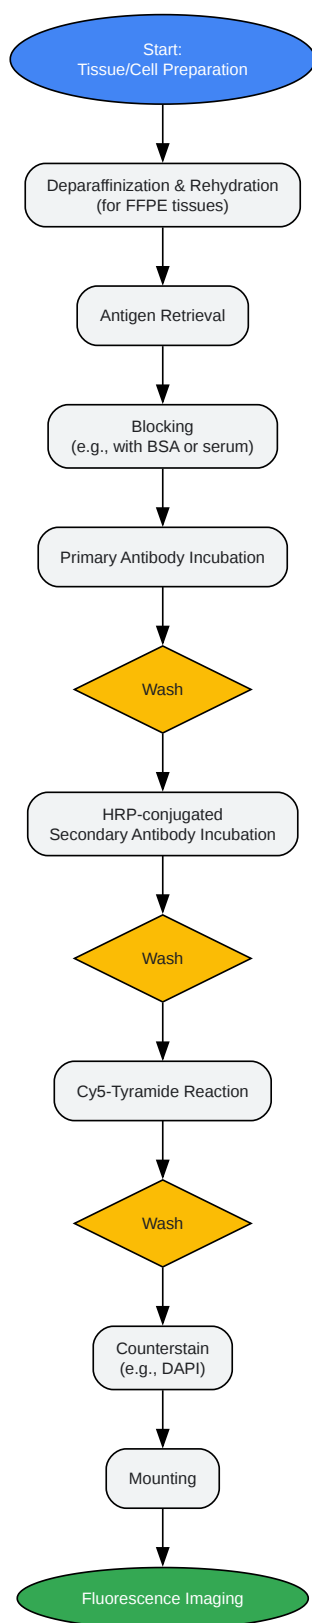 Start:
Tissue/Cell Preparation
Deparaffinization & Rehydration
(for FFPE tissues)
Antigen Retrieval
Blocking
(e.g., with BSA or serum)
Primary Antibody Incubation
Wash
HRP-conjugated
Secondary Antibody Incubation
Wash
Cy5-Tyramide Reaction
Wash
Counterstain
(e.g., DAPI)
Mounting
Fluorescence Imaging